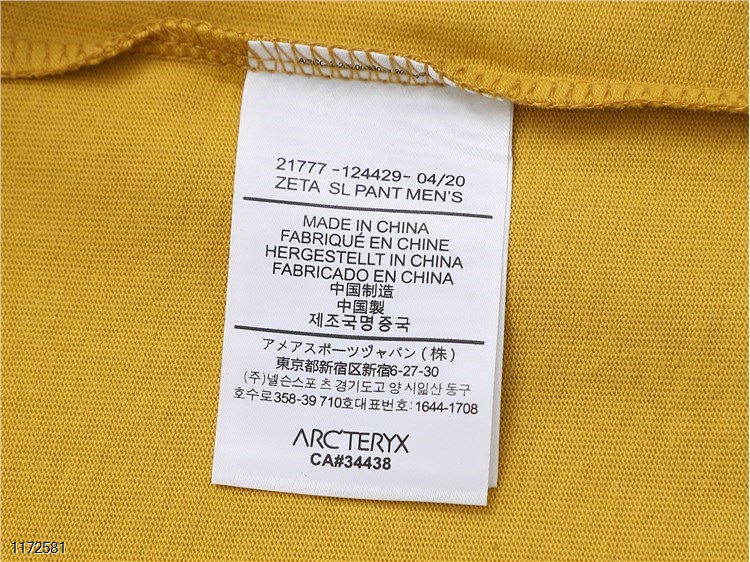 21777 -124429- 04/20
ZETA SL PANT MEN'S
MADE IN CHINA
FABRIQUÉ EN CHINE
HERGESTELLT IN CHINA
FABRICADO EN CHINA
中国制造
中国製
제조국명중국
アメアスポーツジャパン(株)
東京都新宿区新宿6-27-30
(주)넬슨스포 츠 경기도고 양 시일산 동구
호수로358-39 710호대표번호: 1644-1708
ARC'TERYX
CA#34438
1172581